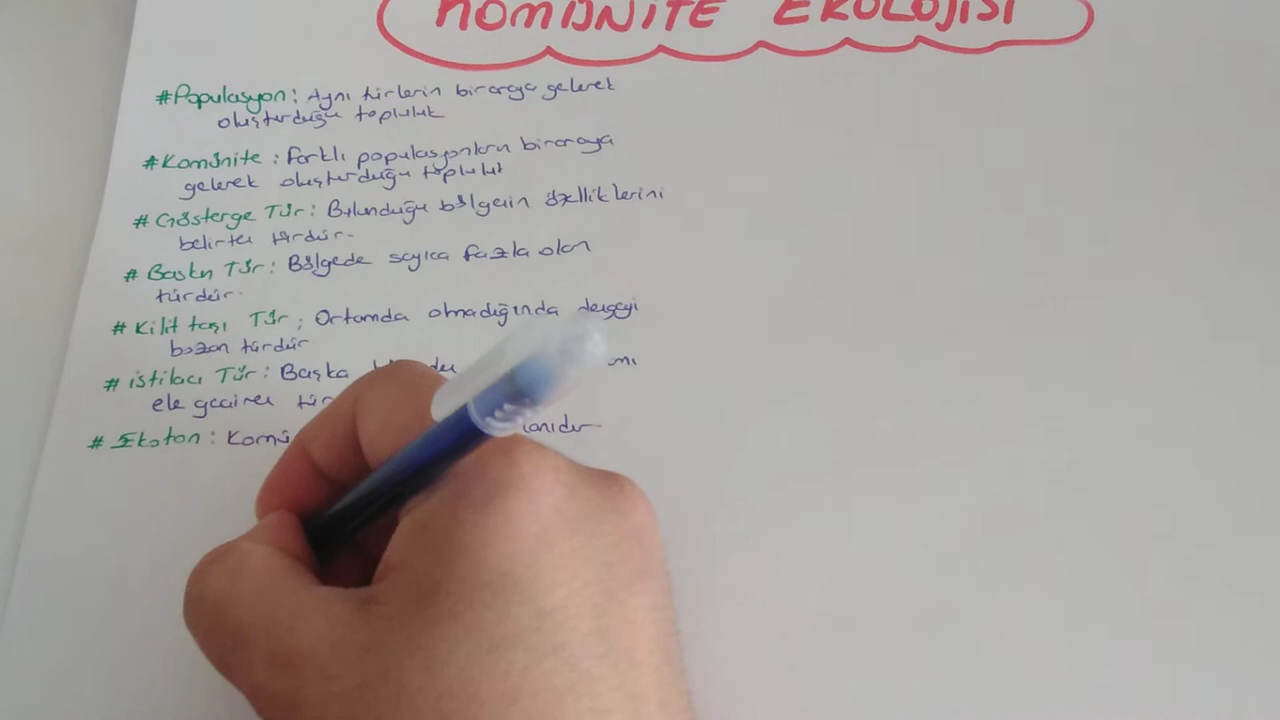 KOMÜNİTE EKOLOJİSİ
#Populasyon: Aynı türlerin biraraya gelerek
oluşturduğu topluluk
#Komünite: Farklı populasyonların biraraya
gelerek oluşturduğu topluluk
# Gösterge Tür: Bulunduğu bölgenin özelliklerini
belirten türdür.
# Baskın Tür: Bölgede sayıca fazla olan
türdür.
# Kilit taşı Tür: Ortamda olmadığında dengeyi
bozan türdür
# istilacı Tür: Başka
ele geçiren tür
# Ekoton: Komü